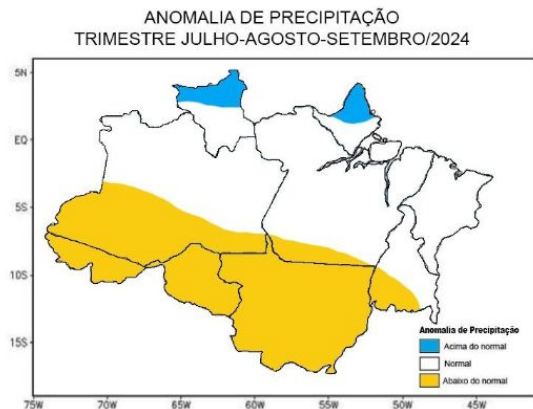 ANOMALIA DE PRECIPITAÇÃO
TRIMESTRE JULHO-AGOSTO-SETEMBRO/2024
5N
EQ
5S
10S
15S
Anomalia de Precipitação
Acima do normal
Normal
Abaixo do normal
75W 70W 65W 60W 55W 50W 45W